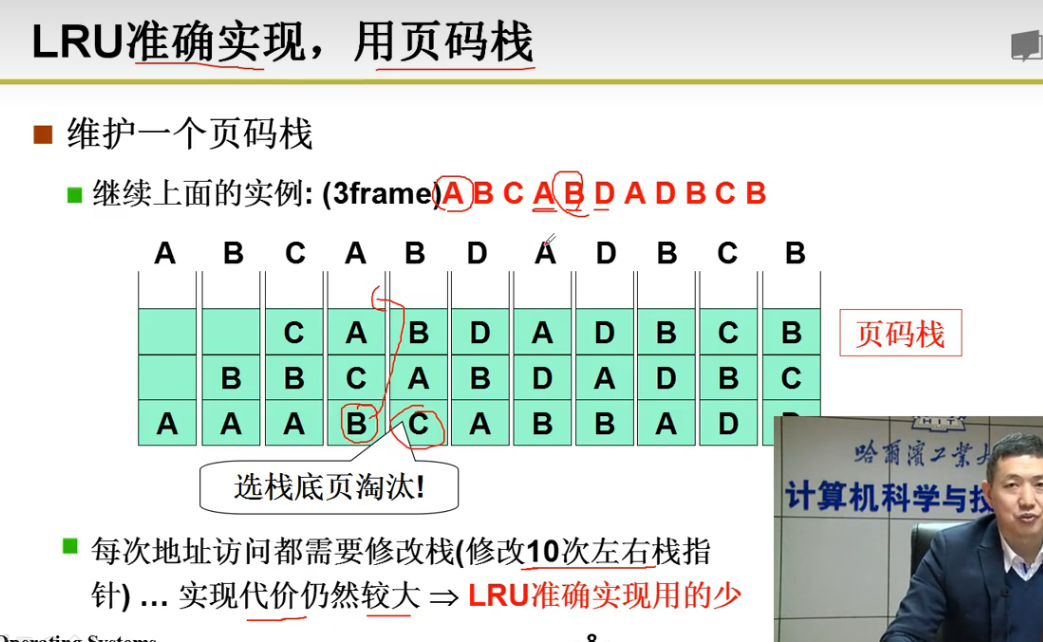 LRU准确实现，用页码栈
维护一个页码栈
继续上面的实例: (3frame)A B C A B D A D B C B
A B C A B D A D B C B
C A B D A D B C B
B B C A B D A D B C
A A A B C A B B A D
页码栈
选栈底页淘汰!
每次地址访问都需要修改栈(修改10次左右栈指
针) … 实现代价仍然较大 ⇒ LRU准确实现用的少
HIT
哈尔滨工业大
计算机科学与技
Operating Systems
8